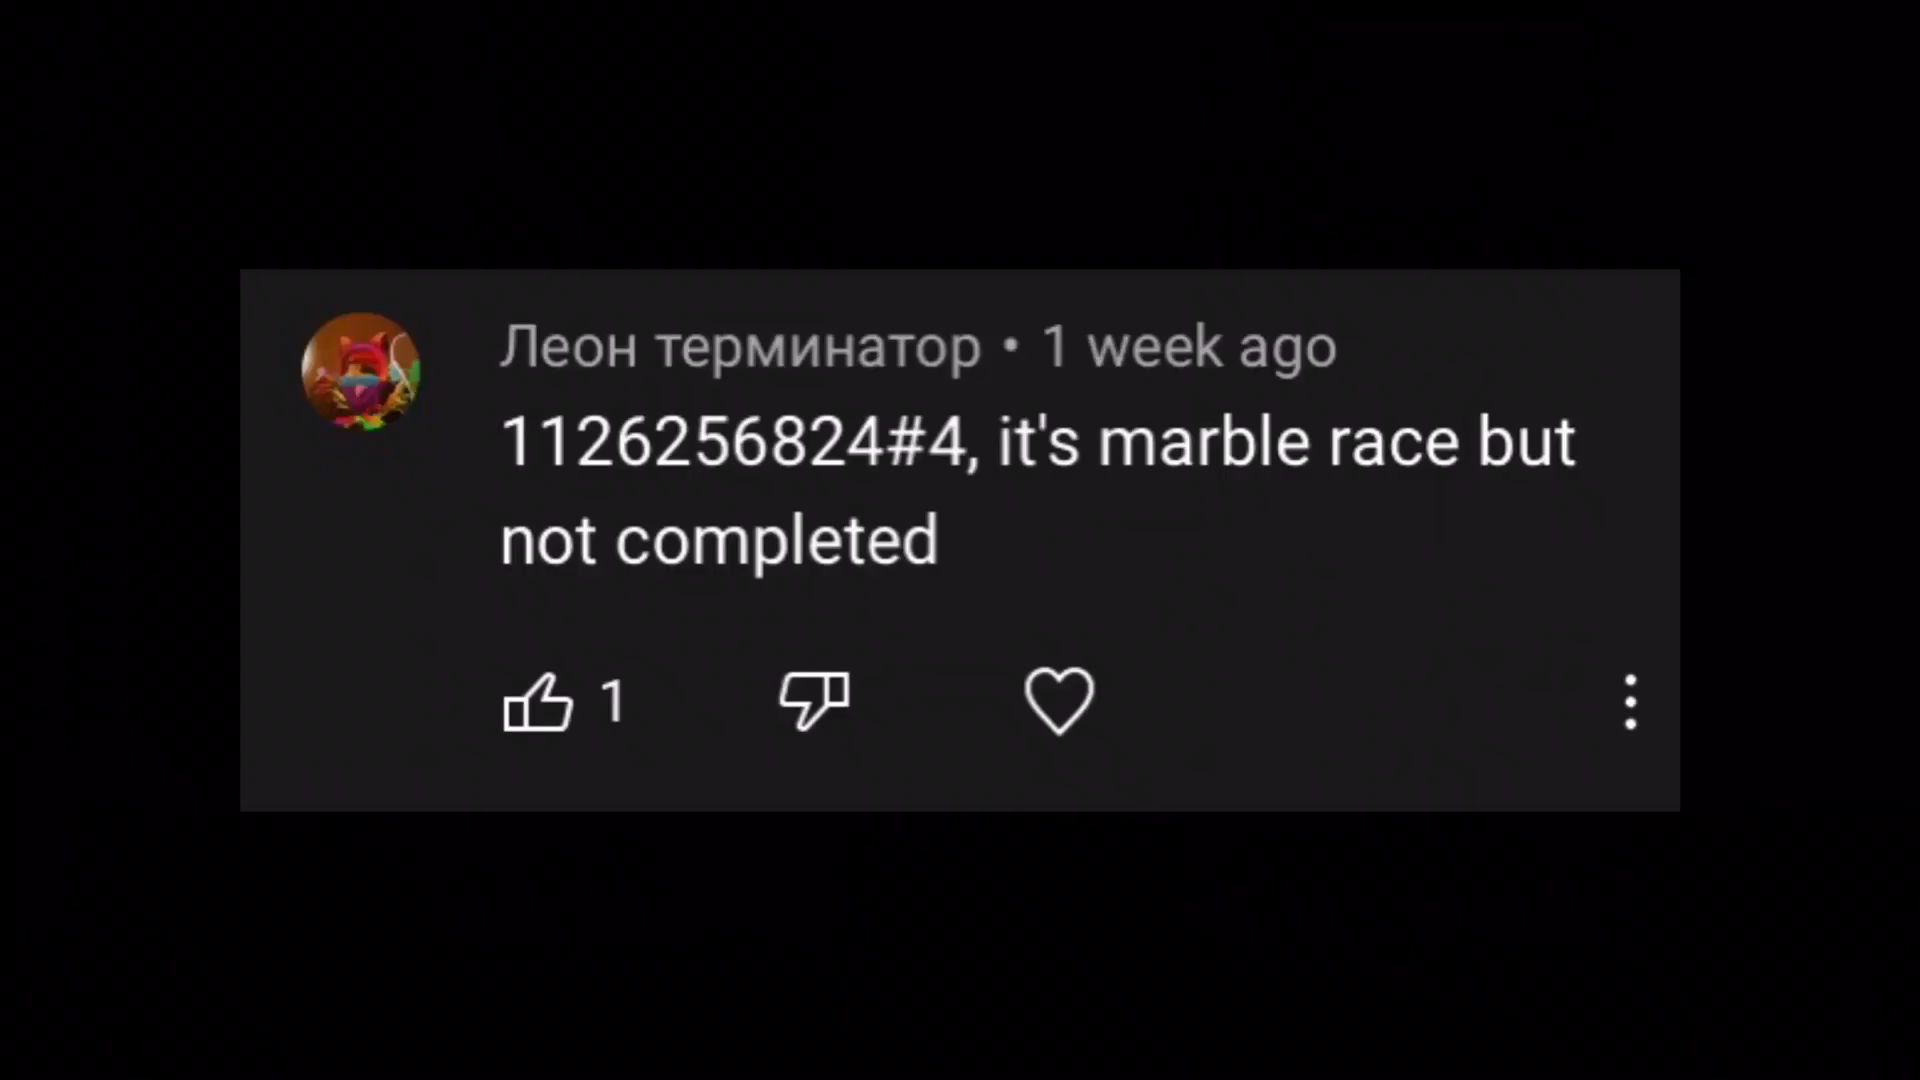 Леон терминатор • 1 week ago
1126256824#4, it's marble race but
not completed
1